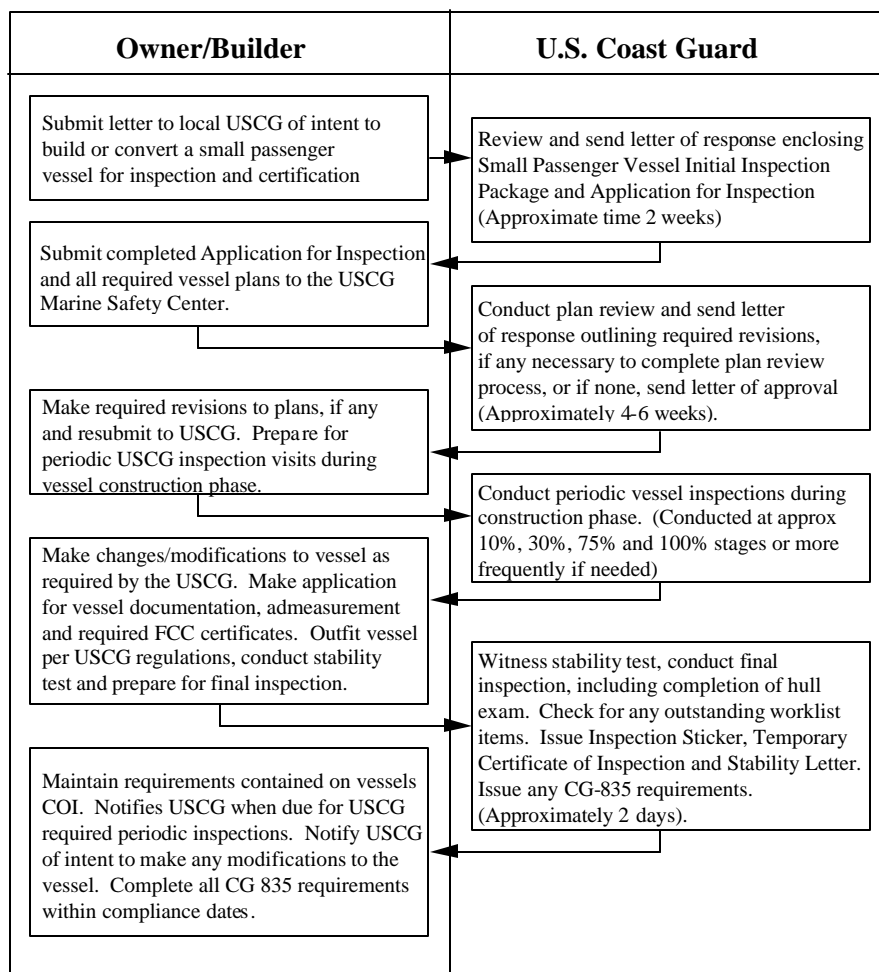 Owner/Builder
U.S. Coast Guard
Submit letter to local USCG of intent to
build or convert a small passenger
vessel for inspection and certification
Review and send letter of response enclosing
Small Passenger Vessel Initial Inspection
Package and Application for Inspection
(Approximate time 2 weeks)
Submit completed Application for Inspection
and all required vessel plans to the USCG
Marine Safety Center.
Conduct plan review and send letter
of response outlining required revisions,
if any necessary to complete plan review
process, or if none, send letter of approval
(Approximately 4-6 weeks).
Make required revisions to plans, if any
and resubmit to USCG. Prepare for
periodic USCG inspection visits during
vessel construction phase.
Conduct periodic vessel inspections during
construction phase. (Conducted at approx
10%, 30%, 75% and 100% stages or more
frequently if needed)
Make changes/modifications to vessel as
required by the USCG. Make application
for vessel documentation, admeasurement
and required FCC certificates. Outfit vessel
per USCG regulations, conduct stability
test and prepare for final inspection.
Witness stability test, conduct final
inspection, including completion of hull
exam. Check for any outstanding worklist
items. Issue Inspection Sticker, Temporary
Certificate of Inspection and Stability Letter.
Issue any CG-835 requirements.
(Approximately 2 days).
Maintain requirements contained on vessels
COI. Notifies USCG when due for USCG
required periodic inspections. Notify USCG
of intent to make any modifications to the
vessel. Complete all CG 835 requirements
within compliance dates.